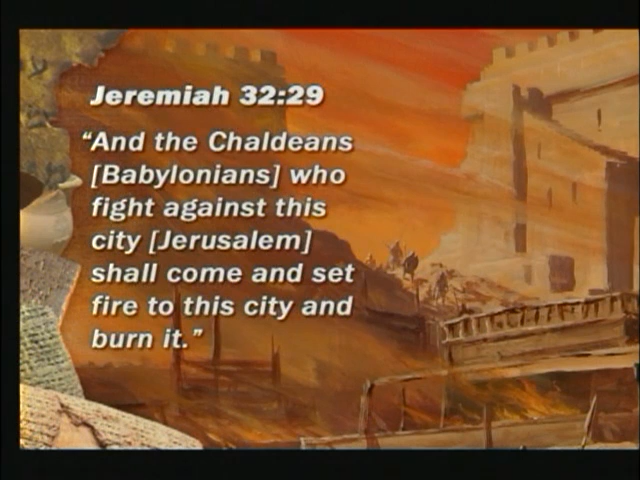 Jeremiah 32:29
"And the Chaldeans
[Babylonians] who
fight against this
city [Jerusalem]
shall come and set
fire to this city and
burn it."